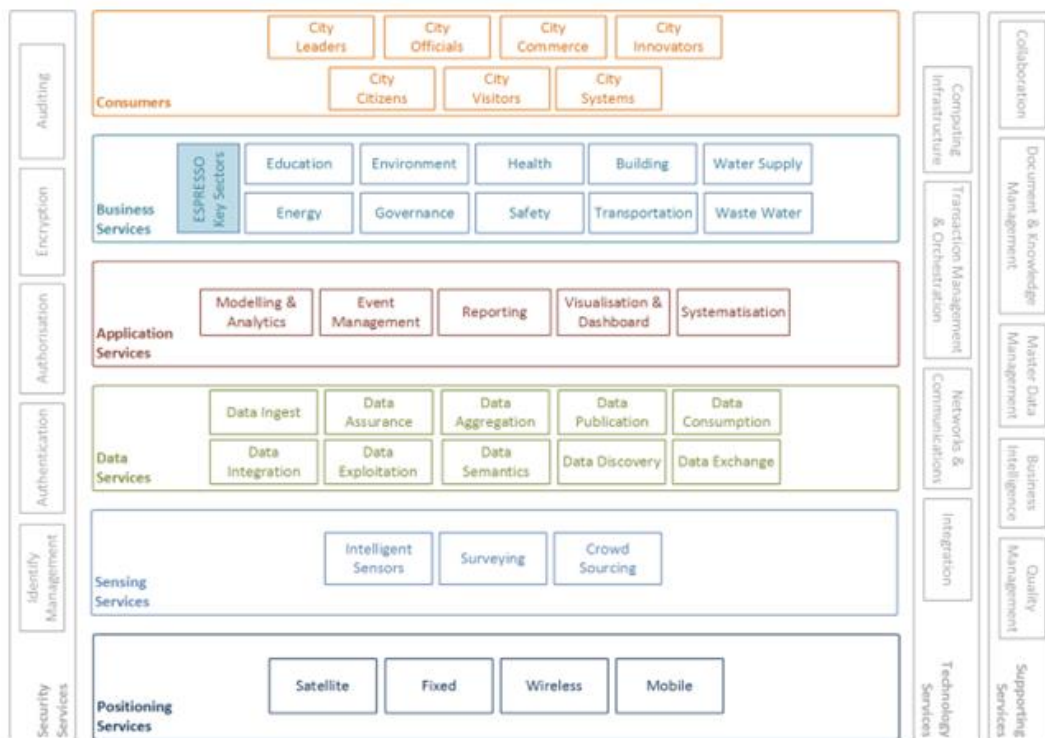 Auditing
Encryption
Authorisation
Authentication
Identify
Management
Security
Services
City
Leaders
City
Officials
City
Commerce
City
Innovators
City
Citizens
City
Visitors
City
Systems
Consumers
ESPRESSO
Key Sectors
Education
Environment
Health
Building
Water Supply
Energy
Governance
Safety
Transportation
Waste Water
Business
Services
Modelling &
Analytics
Event
Management
Reporting
Visualisation &
Dashboard
Systematisation
Application
Services
Data Ingest
Data
Assurance
Data
Aggregation
Data
Publication
Data
Consumption
Data
Integration
Data
Exploitation
Data
Semantics
Data Discovery
Data Exchange
Data
Services
Intelligent
Sensors
Surveying
Crowd
Sourcing
Sensing
Services
Satellite
Fixed
Wireless
Mobile
Positioning
Services
Computing
Infrastructure
Transaction Management
& Orchestration
Networks &
Communications
Integration
Technology
Services
Collaboration
Document & Knowledge
Management
Master Data
Management
Business
Intelligence
Quality
Management
Supporting
Services